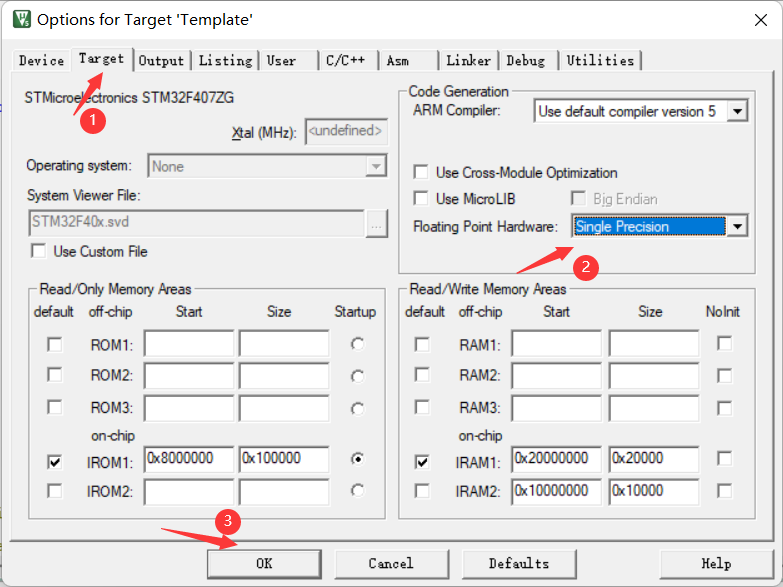 Options for Target 'Template'
Device Target Output Listing User C/C++ Asm Linker Debug Utilities
1
STMicroelectronics STM32F407ZG
Xtal (MHz): <undefined>
Operating system: None
System Viewer File:
STM32F40x.svd ...
Use Custom File
Code Generation
ARM Compiler: Use default compiler version 5
Use Cross-Module Optimization
Use MicroLIB Big Endian
Floating Point Hardware: Single Precision
2
Read/Only Memory Areas
default off-chip Start Size Startup
ROM1:
ROM2:
ROM3:
on-chip
IROM1: 0x8000000 0x100000
IROM2:
Read/Write Memory Areas
default off-chip Start Size NoInit
RAM1:
RAM2:
RAM3:
on-chip
IRAM1: 0x20000000 0x20000
IRAM2: 0x10000000 0x10000
3
OK Cancel Defaults Help